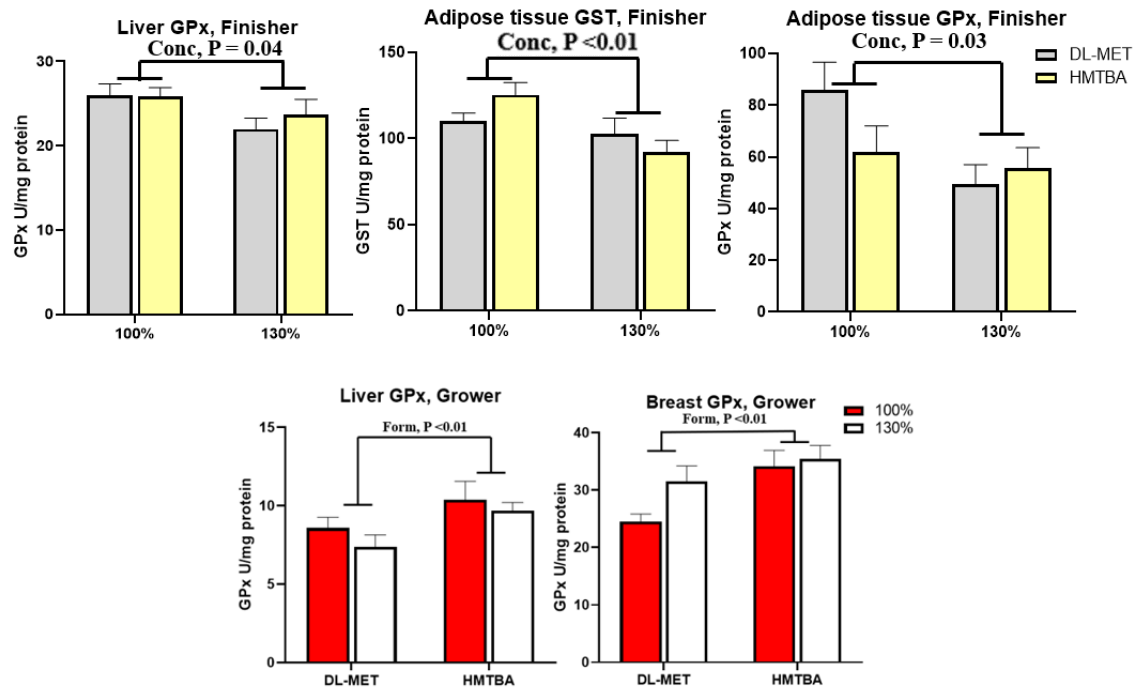 Liver GPx, Finisher
Conc, P = 0.04
GPx U/mg protein
30
20
10
0
100%
130%
Adipose tissue GST, Finisher
Conc, P <0.01
GST U/mg protein
150
100
50
0
100%
130%
Adipose tissue GPx, Finisher
Conc, P = 0.03
GPx U/mg protein
100
80
60
40
20
0
100%
130%
DL-MET
HMTBA
Liver GPx, Grower
Form, P <0.01
GPx U/mg protein
15
10
5
0
DL-MET
HMTBA
Breast GPx, Grower
Form, P <0.01
GPx U/mg protein
40
30
20
10
0
DL-MET
HMTBA
100%
130%